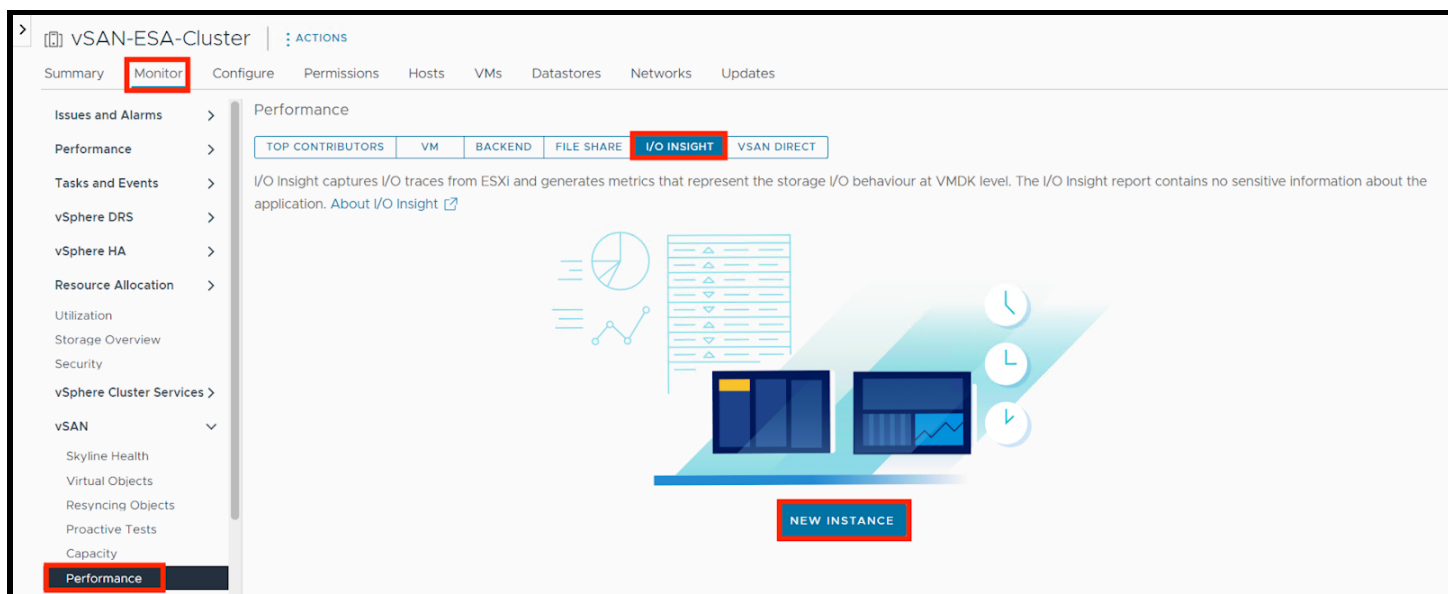 vSAN-ESA-Cluster ACTIONS
Summary Monitor Configure Permissions Hosts VMs Datastores Networks Updates
Issues and Alarms
Performance
Tasks and Events
vSphere DRS
vSphere HA
Resource Allocation
Utilization
Storage Overview
Security
vSphere Cluster Services
vSAN
Skyline Health
Virtual Objects
Resyncing Objects
Proactive Tests
Capacity
Performance
Performance
TOP CONTRIBUTORS VM BACKEND FILE SHARE I/O INSIGHT VSAN DIRECT
I/O Insight captures I/O traces from ESXi and generates metrics that represent the storage I/O behaviour at VMDK level. The I/O Insight report contains no sensitive information about the
application. About I/O Insight
NEW INSTANCE